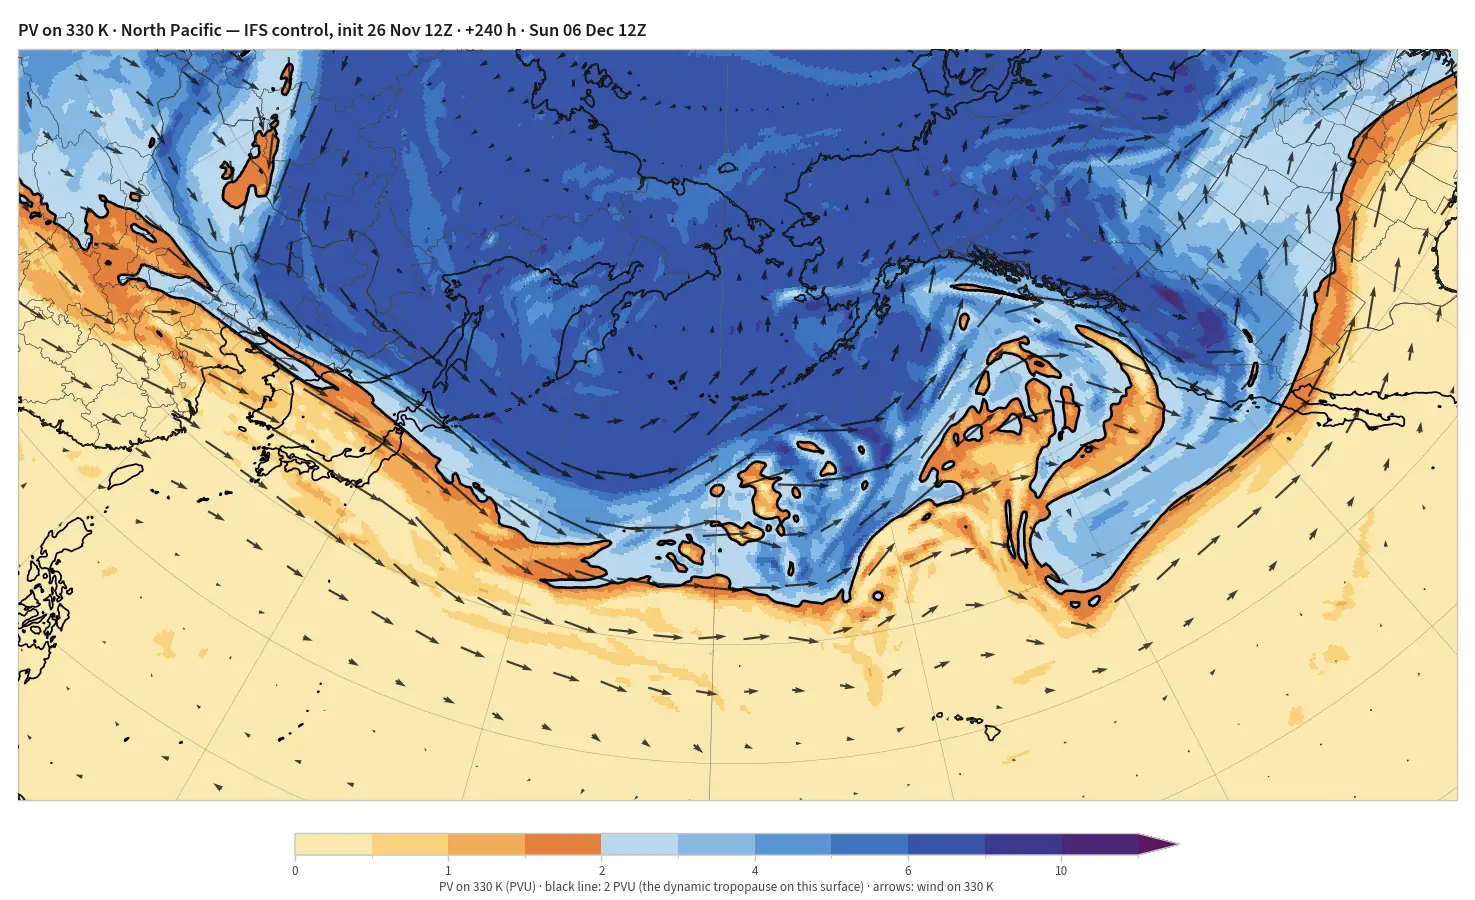 PV on 330 K · North Pacific — IFS control, init 26 Nov 12Z · +240 h · Sun 06 Dec 12Z
0 1 2 4 6 10
PV on 330 K (PVU) · black line: 2 PVU (the dynamic tropopause on this surface) · arrows: wind on 330 K